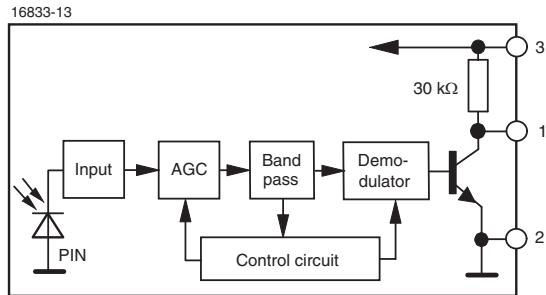 16833-13
3
30 kΩ
1
Input
AGC
Band
pass
Demo-
dulator
2
PIN
Control circuit